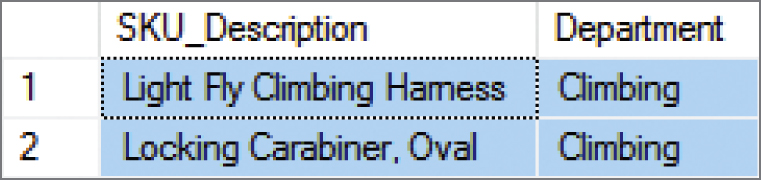 SKU_Description Department
1 Light Fly Climbing Harness Climbing
2 Locking Carabiner, Oval Climbing